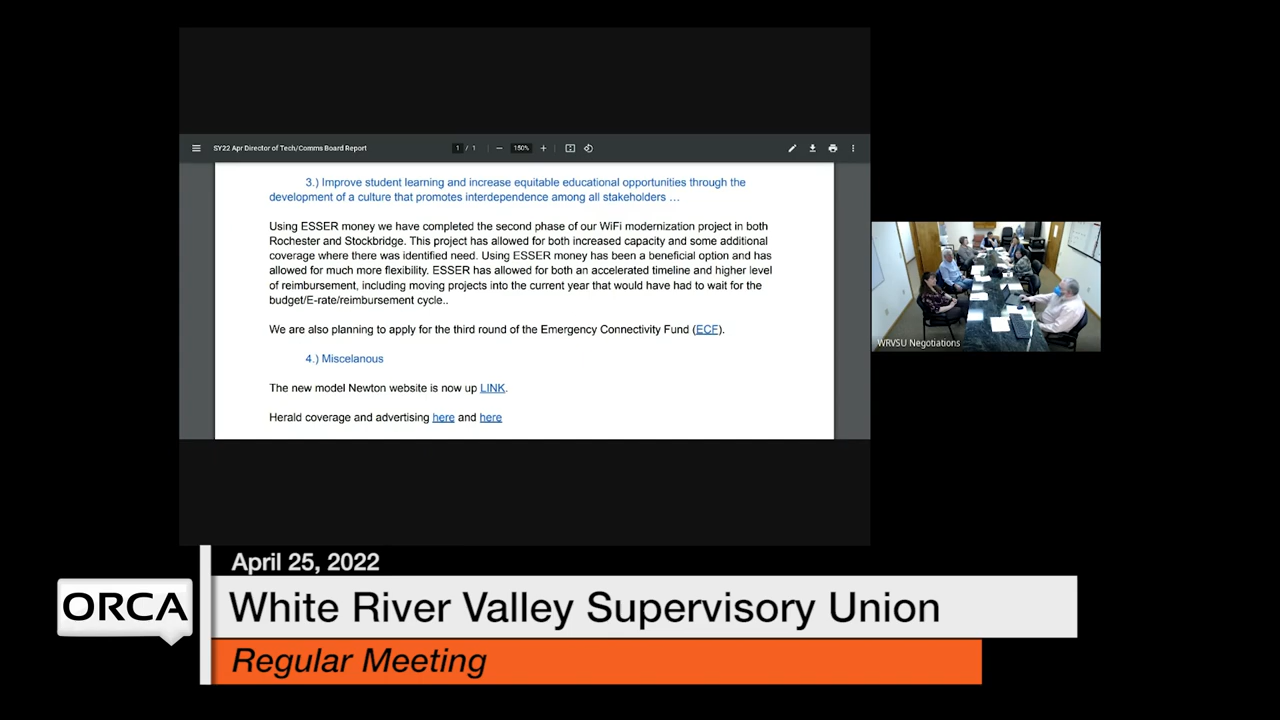 SY22 Apr Director of Tech/Comms Board Report
1 / 1
150%
3.) Improve student learning and increase equitable educational opportunities through the
development of a culture that promotes interdependence among all stakeholders ...
Using ESSER money we have completed the second phase of our WiFi modernization project in both
Rochester and Stockbridge. This project has allowed for both increased capacity and some additional
coverage where there was identified need. Using ESSER money has been a beneficial option and has
allowed for much more flexibility. ESSER has allowed for both an accelerated timeline and higher level
of reimbursement, including moving projects into the current year that would have had to wait for the
budget/E-rate/reimbursement cycle..
We are also planning to apply for the third round of the Emergency Connectivity Fund (ECF).
4.) Miscelanous
The new model Newton website is now up LINK.
Herald coverage and advertising here and here
WRVSU Negotiations
April 25, 2022
ORCA
White River Valley Supervisory Union
Regular Meeting